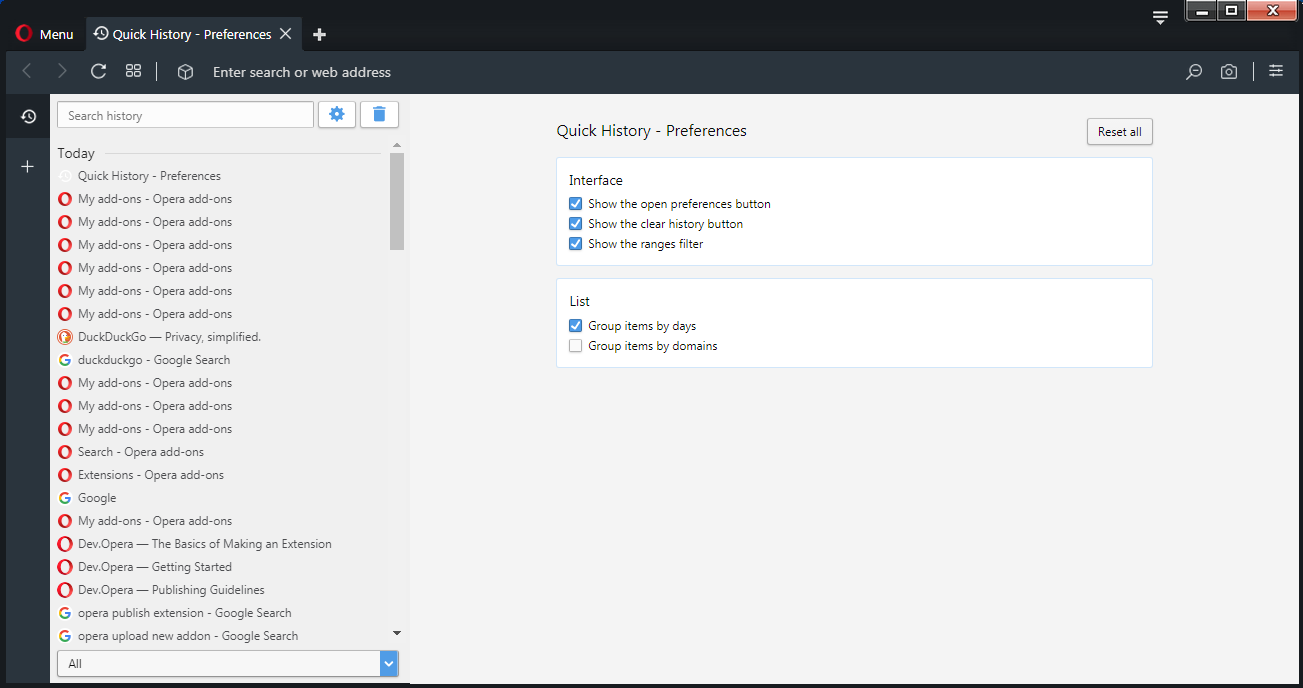 Menu
Quick History - Preferences
Enter search or web address
Search history
Today
Quick History - Preferences
My add-ons - Opera add-ons
My add-ons - Opera add-ons
My add-ons - Opera add-ons
My add-ons - Opera add-ons
My add-ons - Opera add-ons
My add-ons - Opera add-ons
DuckDuckGo — Privacy, simplified.
duckduckgo - Google Search
My add-ons - Opera add-ons
My add-ons - Opera add-ons
My add-ons - Opera add-ons
Search - Opera add-ons
Extensions - Opera add-ons
Google
My add-ons - Opera add-ons
Dev.Opera — The Basics of Making an Extension
Dev.Opera — Getting Started
Dev.Opera — Publishing Guidelines
opera publish extension - Google Search
opera upload new addon - Google Search
All
Quick History - Preferences
Reset all
Interface
Show the open preferences button
Show the clear history button
Show the ranges filter
List
Group items by days
Group items by domains